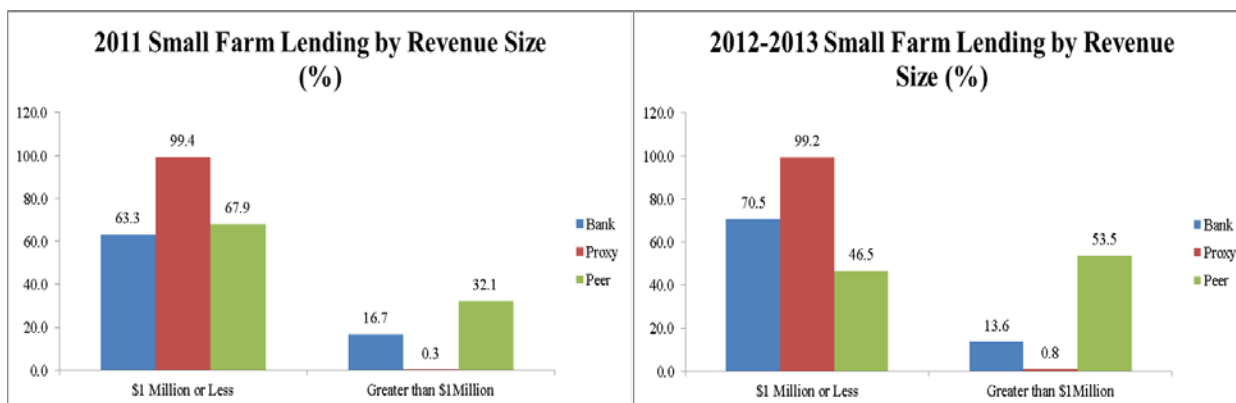 2011 Small Farm Lending by Revenue Size
(%)
120.0
100.0
80.0
60.0
40.0
20.0
0.0
63.3
99.4
67.9
16.7
0.3
32.1
$1 Million or Less
Greater than $1Million
Bank
Proxy
Peer
2012-2013 Small Farm Lending by Revenue
Size (%)
120.0
100.0
80.0
60.0
40.0
20.0
0.0
70.5
99.2
46.5
13.6
0.8
53.5
$1 Million or Less
Greater than $1Million
Bank
Proxy
Peer